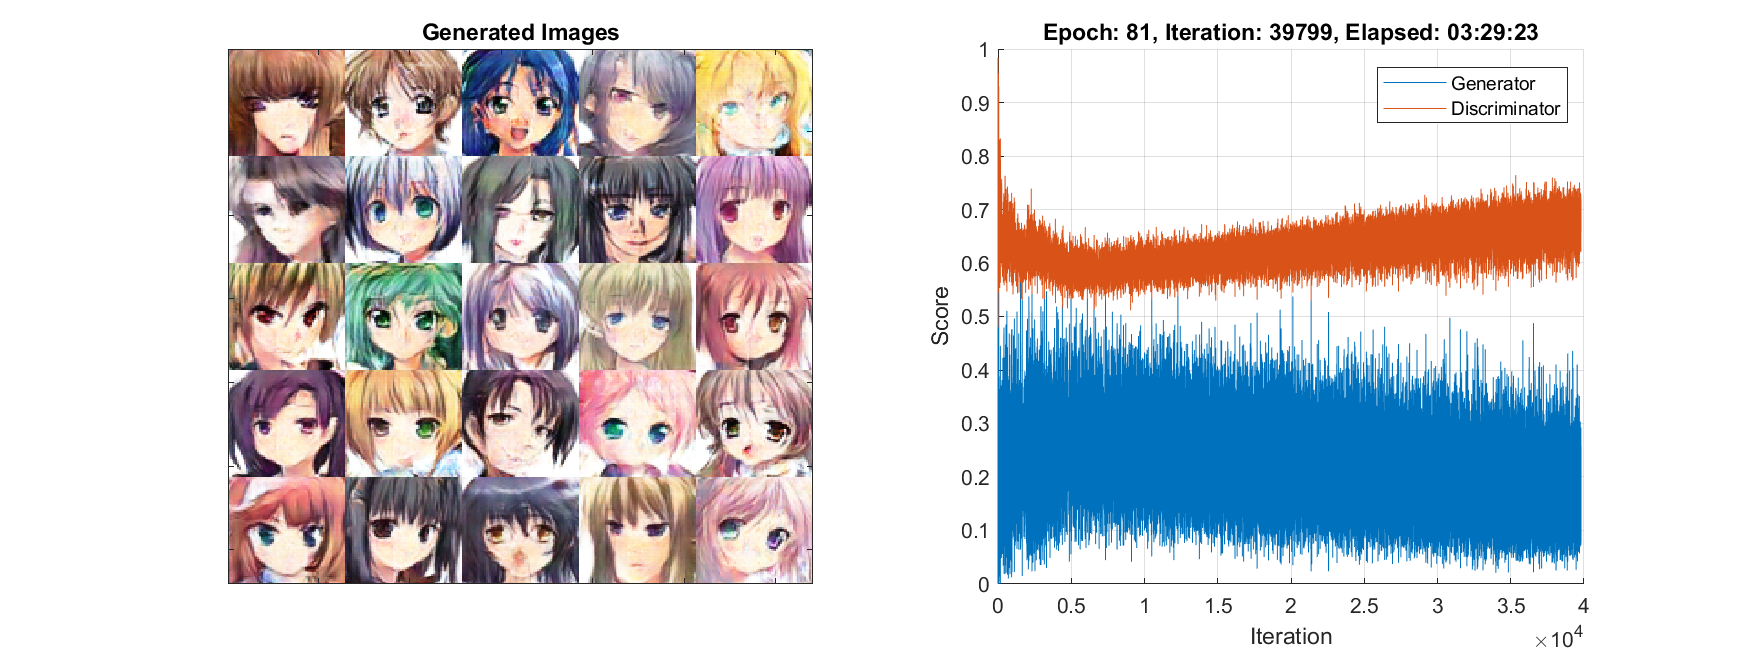 Generated Images
Epoch: 81, Iteration: 39799, Elapsed: 03:29:23
Generator
Discriminator
1
0.9
0.8
0.7
0.6
0.5
0.4
0.3
0.2
0.1
0
Score
0 0.5 1 1.5 2 2.5 3 3.5 4
Iteration
×10⁴